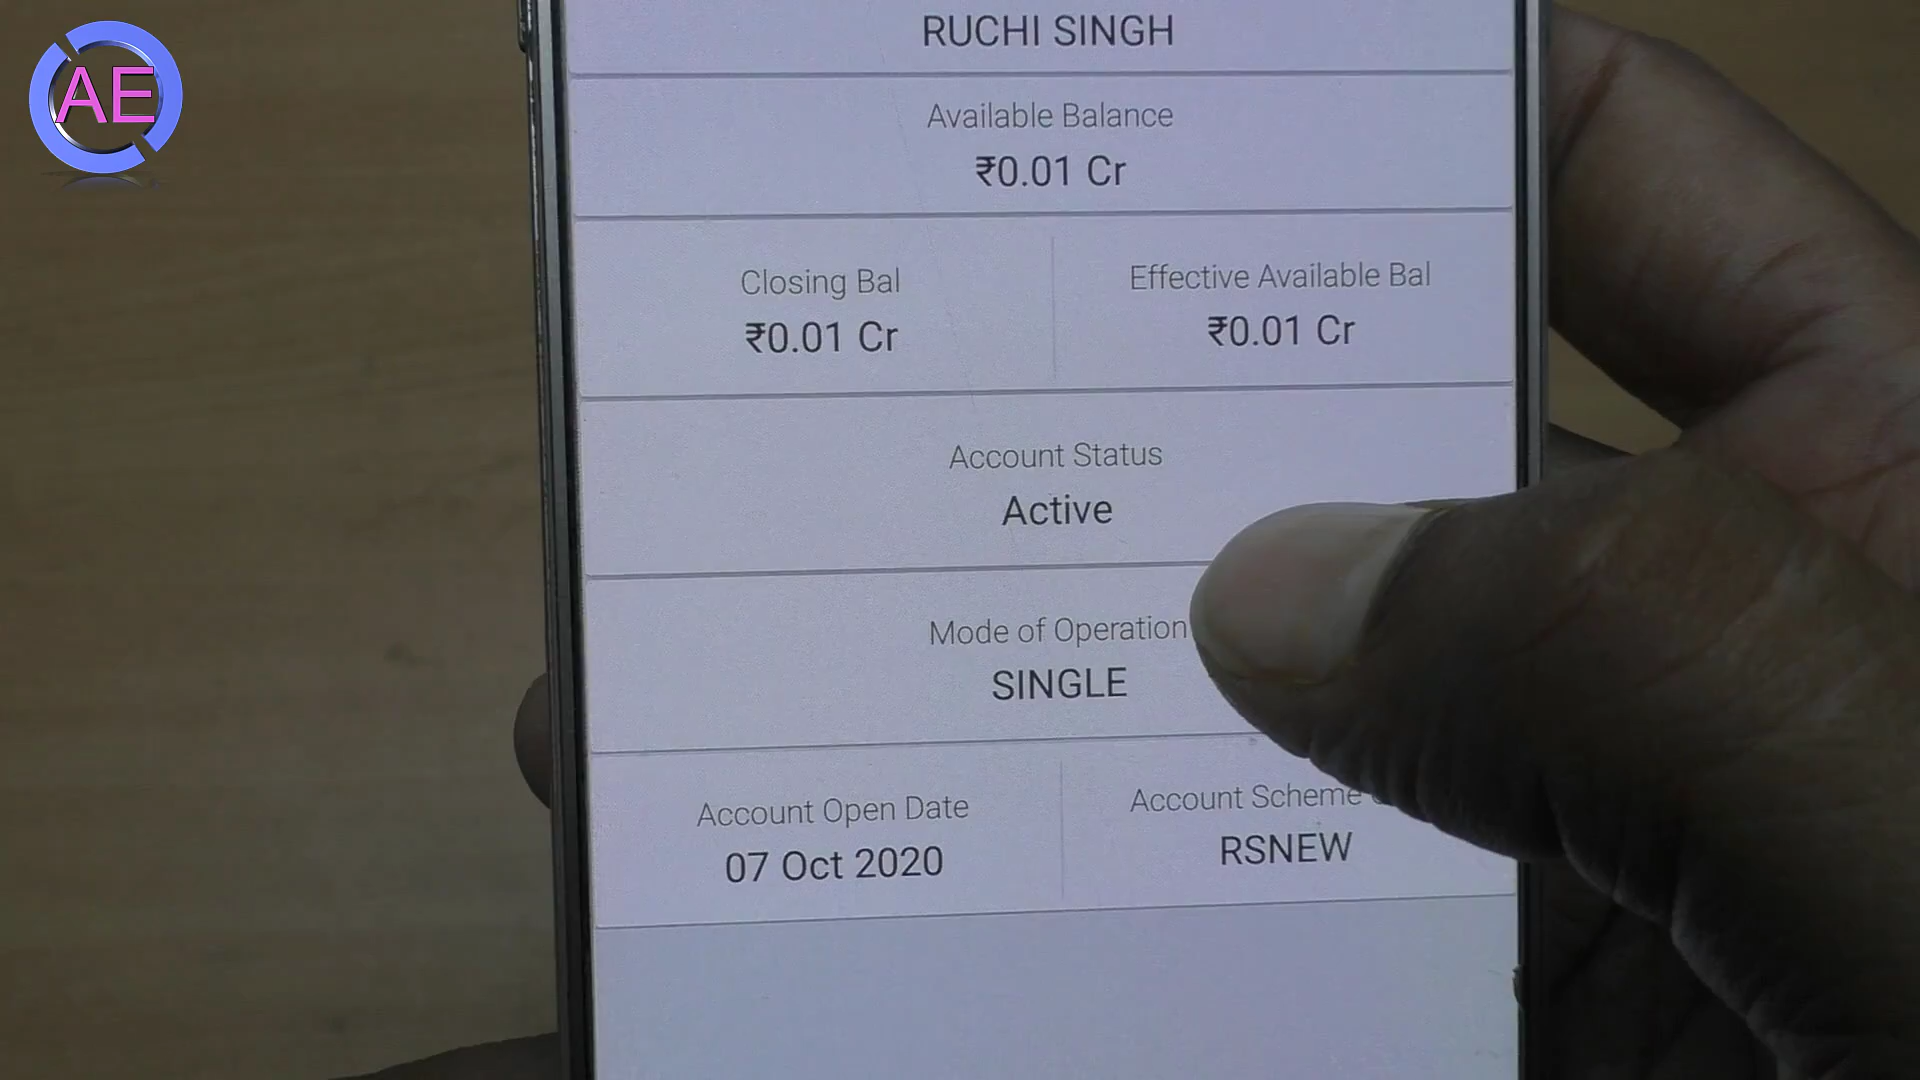 AE
RUCHI SINGH
Available Balance
₹0.01 Cr
Closing Bal
₹0.01 Cr
Effective Available Bal
₹0.01 Cr
Account Status
Active
Mode of Operation
SINGLE
Account Open Date
07 Oct 2020
Account Scheme
RSNEW